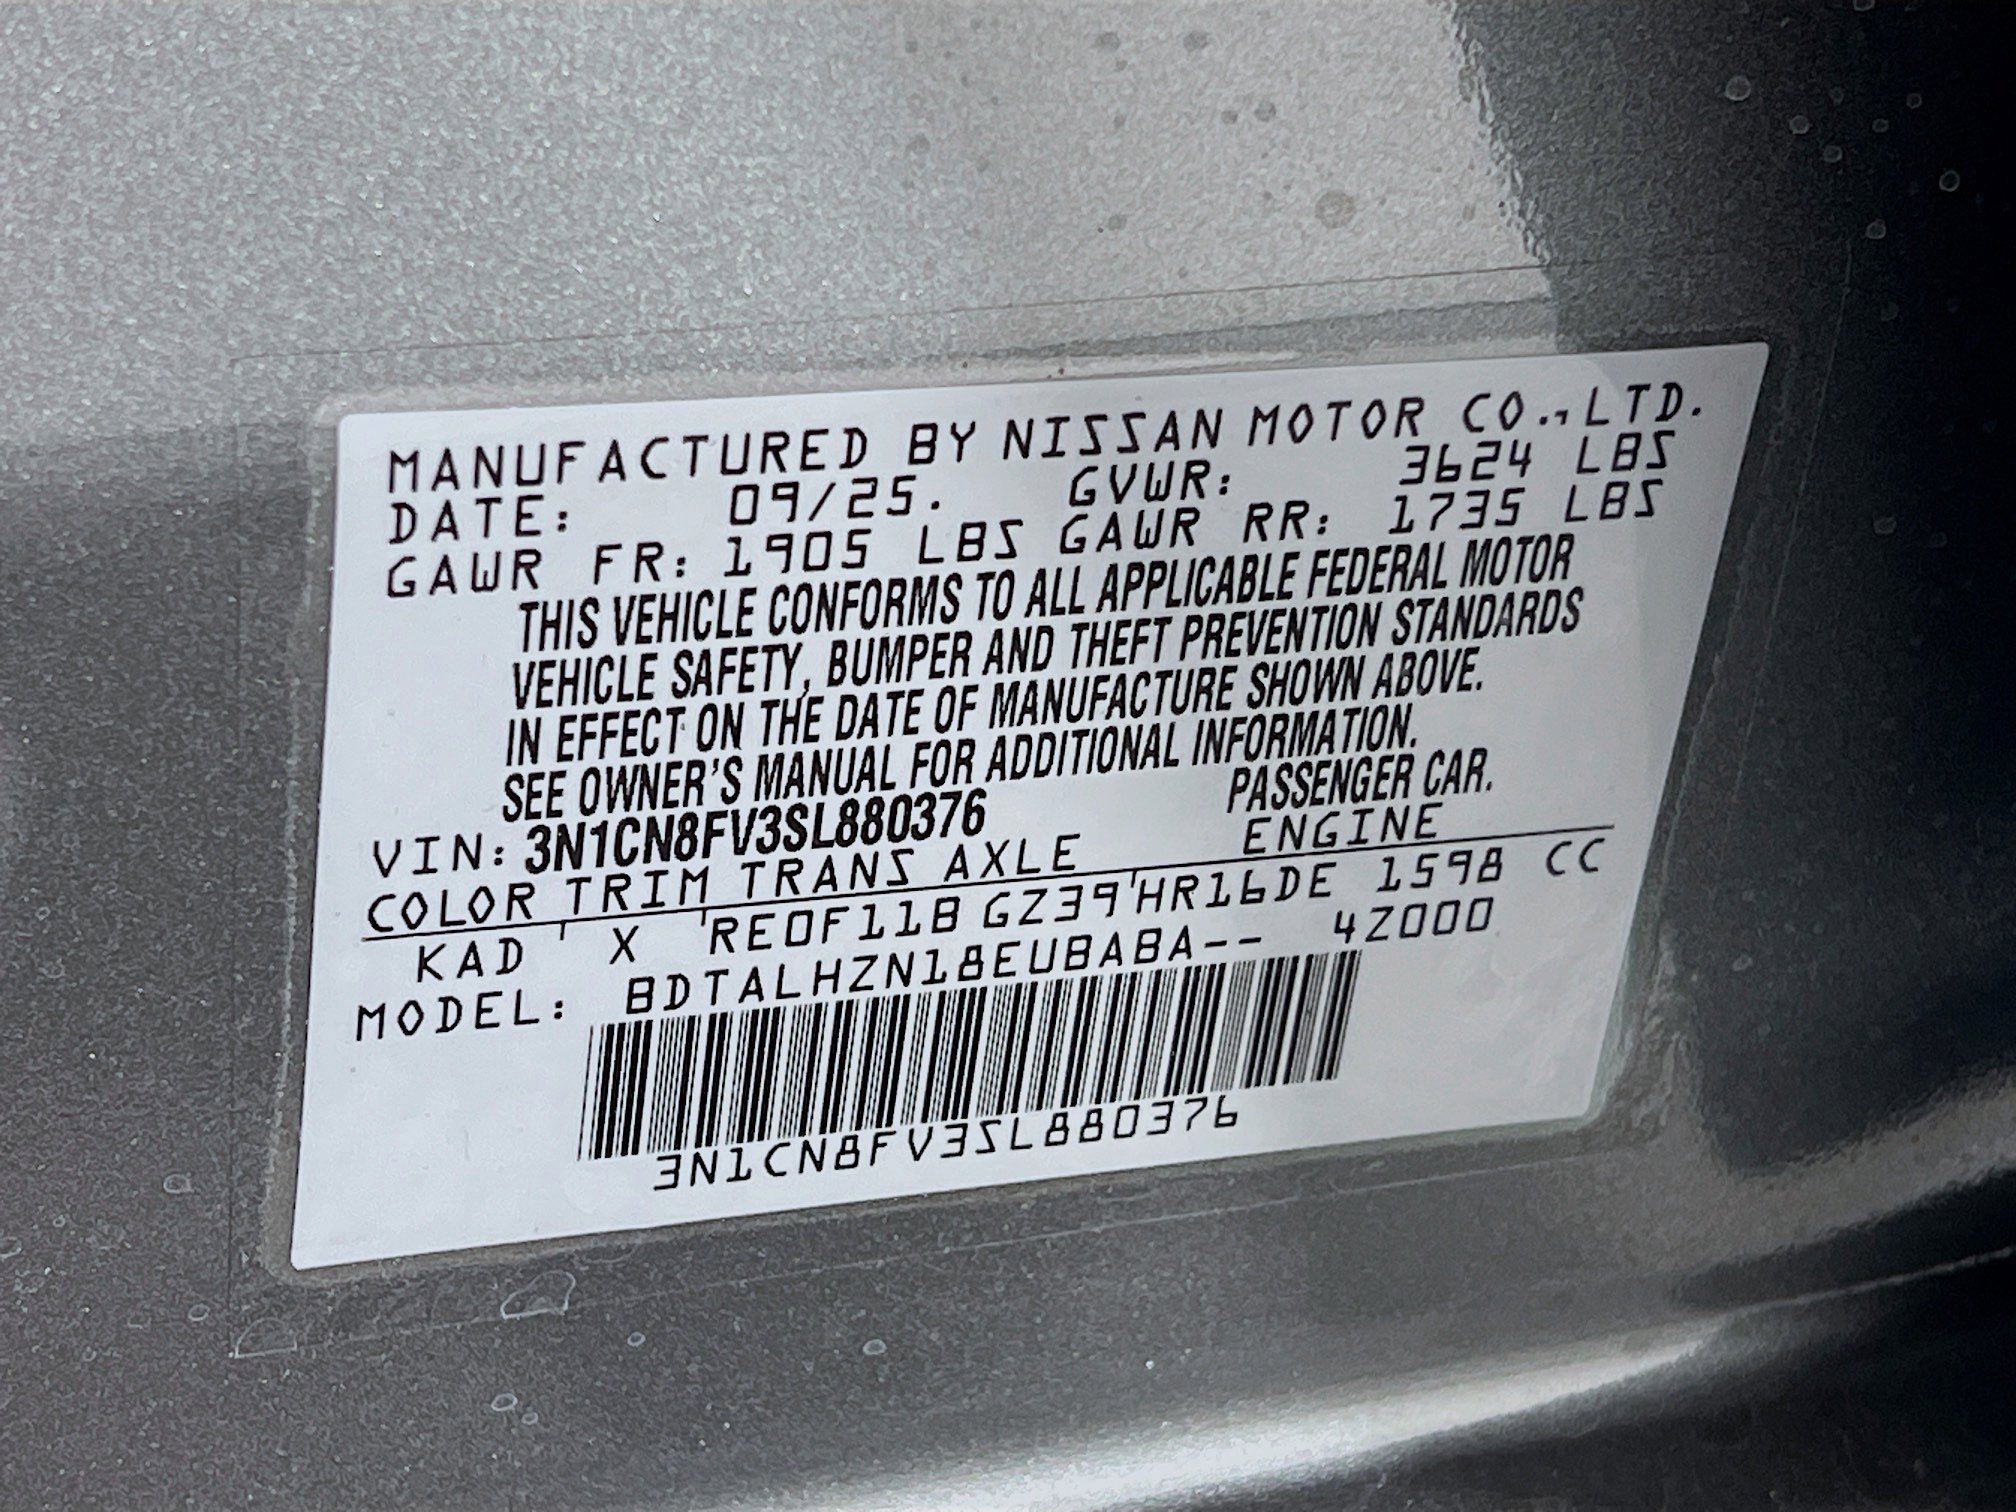 MANUFACTURED BY NISSAN MOTOR CO.,LTD.
DATE: 09/25. GVWR: 3624 LBS
GAWR FR: 1905 LBS GAWR RR: 1735 LBS
THIS VEHICLE CONFORMS TO ALL APPLICABLE FEDERAL MOTOR
VEHICLE SAFETY, BUMPER AND THEFT PREVENTION STANDARDS
IN EFFECT ON THE DATE OF MANUFACTURE SHOWN ABOVE.
SEE OWNER'S MANUAL FOR ADDITIONAL INFORMATION.
VIN: 3N1CN8FV3SL880376 PASSENGER CAR.
COLOR TRIM TRANS AXLE ENGINE
KAD X RE0F11B GZ39 HR16DE 1598 CC
MODEL: BDTALHZN18EUBABA-- 4Z000
3N1CN8FV3SL880376